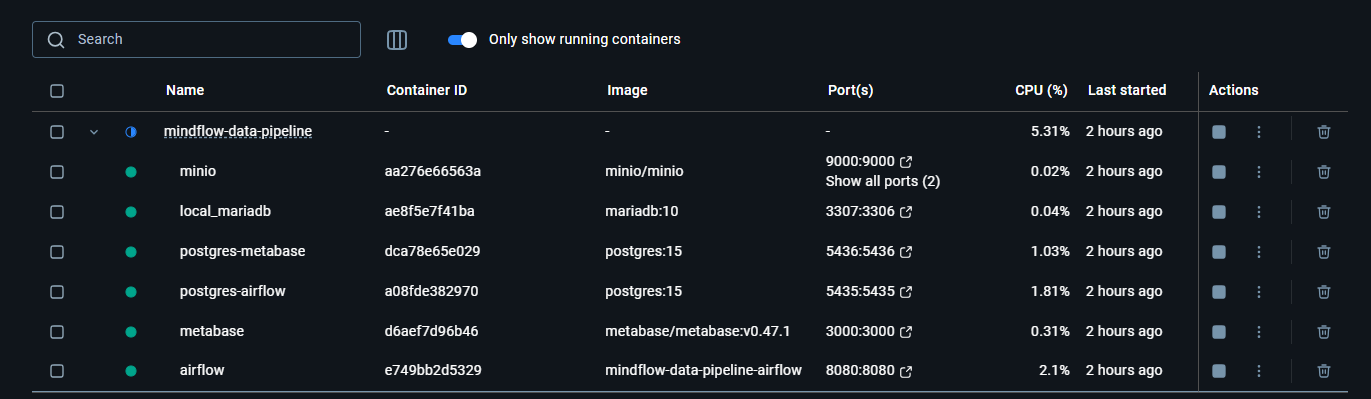 Search
Only show running containers
Name Container ID Image Port(s) CPU (%) Last started Actions
mindflow-data-pipeline - - - 5.31% 2 hours ago
minio aa276e66563a minio/minio 9000:9000 0.02% 2 hours ago
Show all ports (2)
local_mariadb ae8f5e7f41ba mariadb:10 3307:3306 0.04% 2 hours ago
postgres-metabase dca78e65e029 postgres:15 5436:5436 1.03% 2 hours ago
postgres-airflow a08fde382970 postgres:15 5435:5435 1.81% 2 hours ago
metabase d6aef7d96b46 metabase/metabase:v0.47.1 3000:3000 0.31% 2 hours ago
airflow e749bb2d5329 mindflow-data-pipeline-airflow 8080:8080 2.1% 2 hours ago